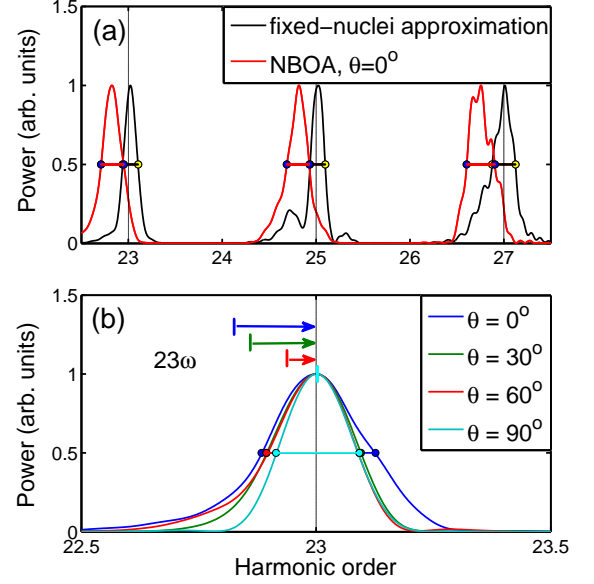 (a)
fixed−nuclei approximation
NBOA, θ=0°
Power (arb. units)
1.5
1
0.5
0
23 24 25 26 27
(b)
23ω
θ = 0°
θ = 30°
θ = 60°
θ = 90°
Power (arb. units)
1.5
1
0.5
0
22.5 23 23.5
Harmonic order